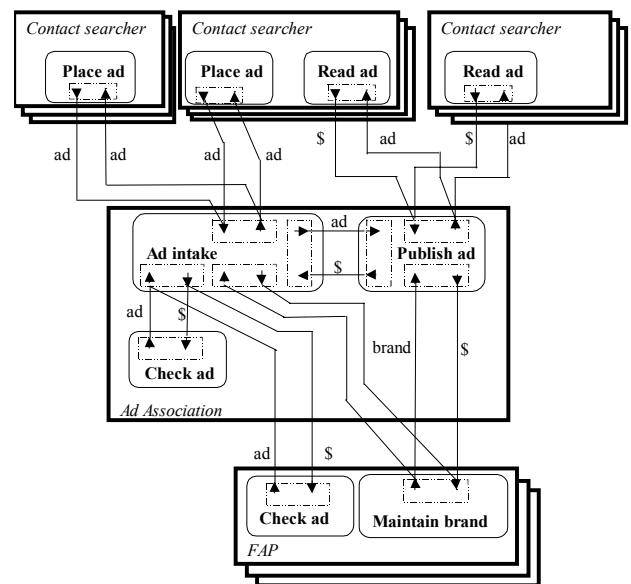 Contact searcher
Contact searcher
Contact searcher
Place ad
Place ad
Read ad
Read ad
ad
ad
ad
ad
$
ad
$
ad
ad
Ad intake
Publish ad
$
ad
$
brand
$
Check ad
Ad Association
ad
$
Check ad
Maintain brand
FAP